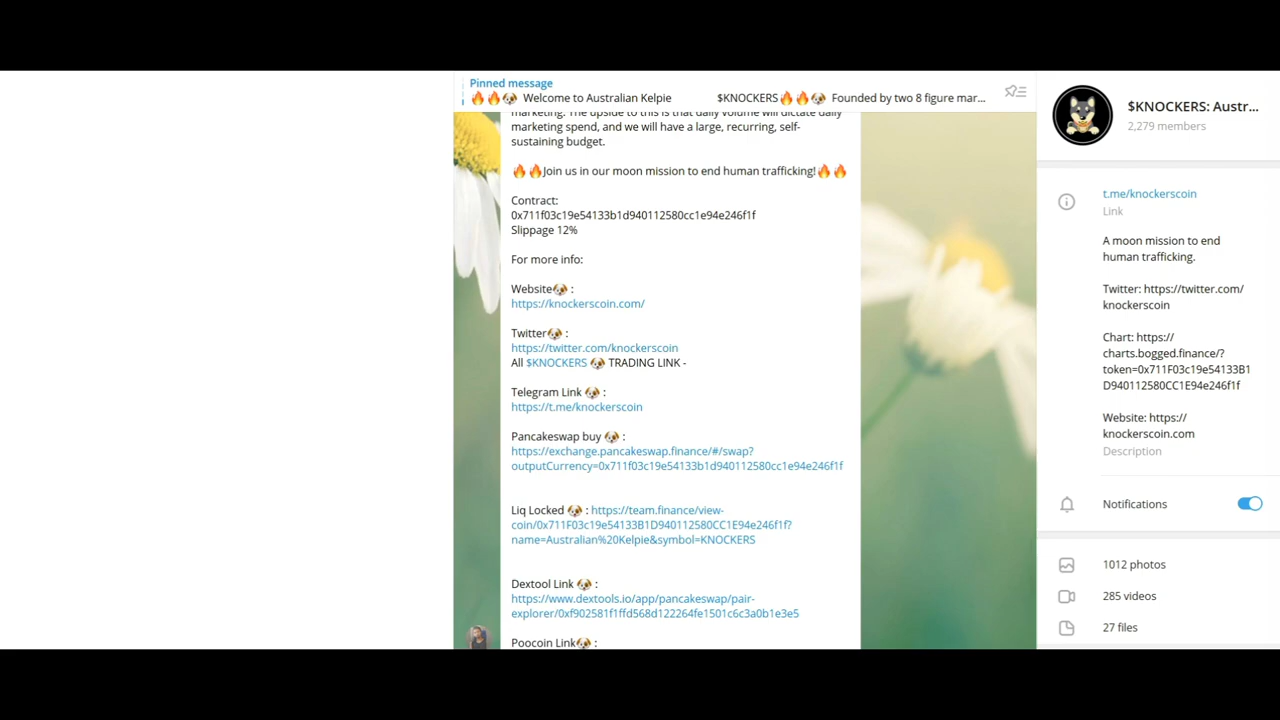 Pinned message
🔥🔥🐶 Welcome to Australian Kelpie $KNOCKERS🔥🔥🐶 Founded by two 8 figure mar...
marketing. The upside to this is that daily volume will dictate daily
marketing spend, and we will have a large, recurring, self-
sustaining budget.
🔥🔥Join us in our moon mission to end human trafficking!🔥🔥
Contract:
0x711f03c19e54133b1d940112580cc1e94e246f1f
Slippage 12%
For more info:
Website🐶 :
https://knockerscoin.com/
Twitter🐶 :
https://twitter.com/knockerscoin
All $KNOCKERS 🐶 TRADING LINK -
Telegram Link 🐶 :
https://t.me/knockerscoin
Pancakeswap buy 🐶 :
https://exchange.pancakeswap.finance/#/swap?
outputCurrency=0x711f03c19e54133b1d940112580cc1e94e246f1f
Liq Locked 🐶 : https://team.finance/view-
coin/0x711F03C19e54133B1D940112580CC1E94e246f1f?
name=Australian%20Kelpie&symbol=KNOCKERS
Dextool Link 🐶 :
https://www.dextools.io/app/pancakeswap/pair-
explorer/0xf902581f1ffd568d122264fe1501c6c3a0b1e3e5
Poocoin Link🐶 :
$KNOCKERS: Austr...
2,279 members
t.me/knockerscoin
Link
A moon mission to end
human trafficking.
Twitter: https://twitter.com/
knockerscoin
Chart: https://
charts.bogged.finance/?
token=0x711F03C19e54133B1
D940112580CC1E94e246f1f
Website: https://
knockerscoin.com
Description
Notifications
1012 photos
285 videos
27 files